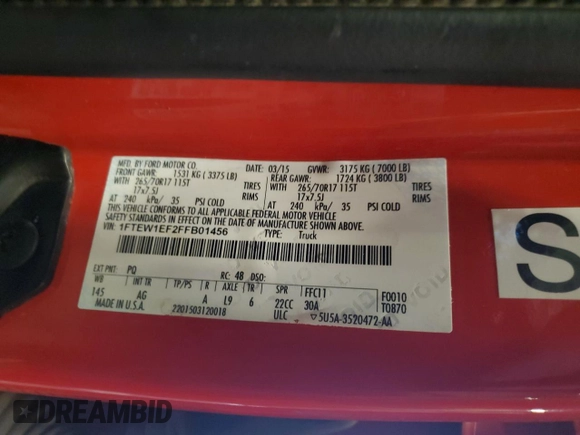 MFD. BY FORD MOTOR CO.
03/15 GVWR: 3175 KG ( 7000 LB)
FRONT GAWR: 1531 KG ( 3375 LB) REAR GAWR: 1724 KG ( 3800 LB)
WITH 265/70R17 115T TIRES WITH 265/70R17 115T TIRES
17x7.5J RIMS 17x7.5J RIMS
AT 240 kPa/ 35 PSI COLD AT 240 kPa/ 35 PSI COLD
THIS VEHICLE CONFORMS TO ALL APPLICABLE FEDERAL MOTOR VEHICLE SAFETY STANDARDS IN EFFECT ON THE DATE OF MANUFACTURE SHOWN ABOVE.
VIN: 1FTEW1EF2FFB01456 TYPE: Truck
EXT PNT: PQ RC: 48 DSO:
WB INT TR TP/PS R AXLE TR SPR FFC11 F0010
145 AG A L9 6 22CC 30A T0870
MADE IN U.S.A. 2201503120018 ULC 5U5A-3520472-AA
S
DREAMBID